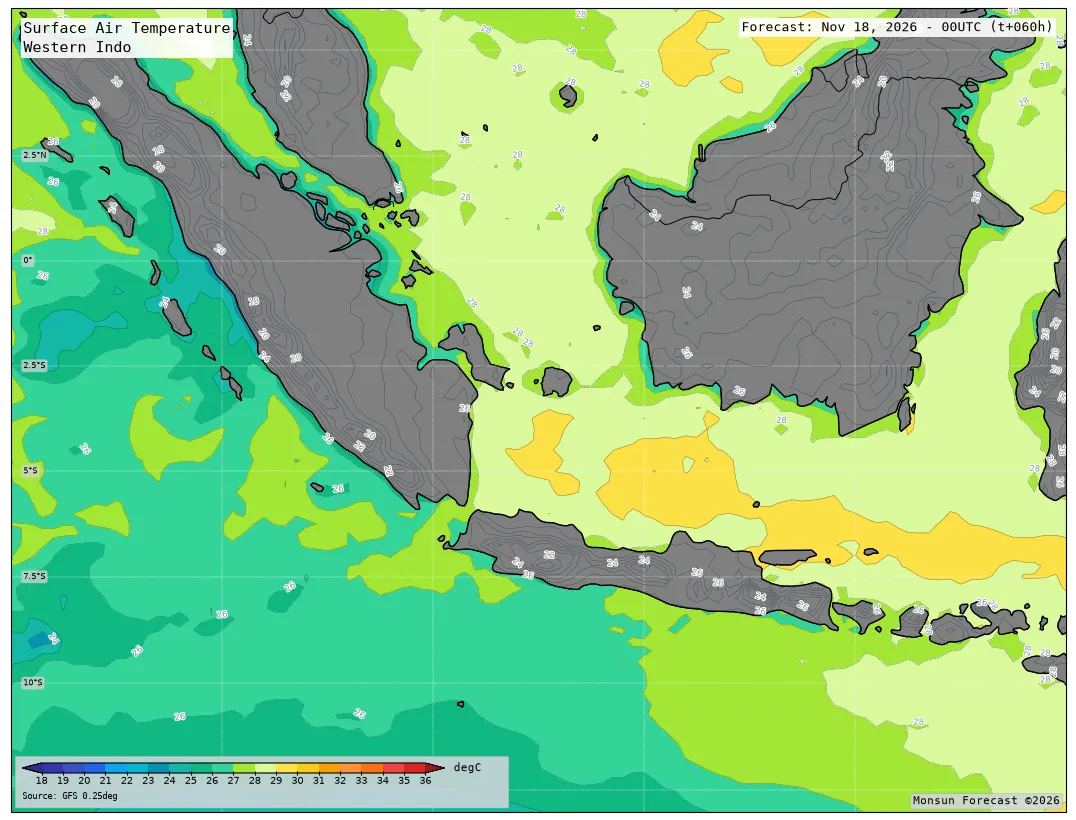 Surface Air Temperature
Western Indo
Forecast: Nov 18, 2026 - 00UTC (t+060h)
2.5°N
0°
2.5°S
5°S
7.5°S
10°S
degC
18 19 20 21 22 23 24 25 26 27 28 29 30 31 32 33 34 35 36
Source: GFS 0.25deg
Monsun Forecast ©2026